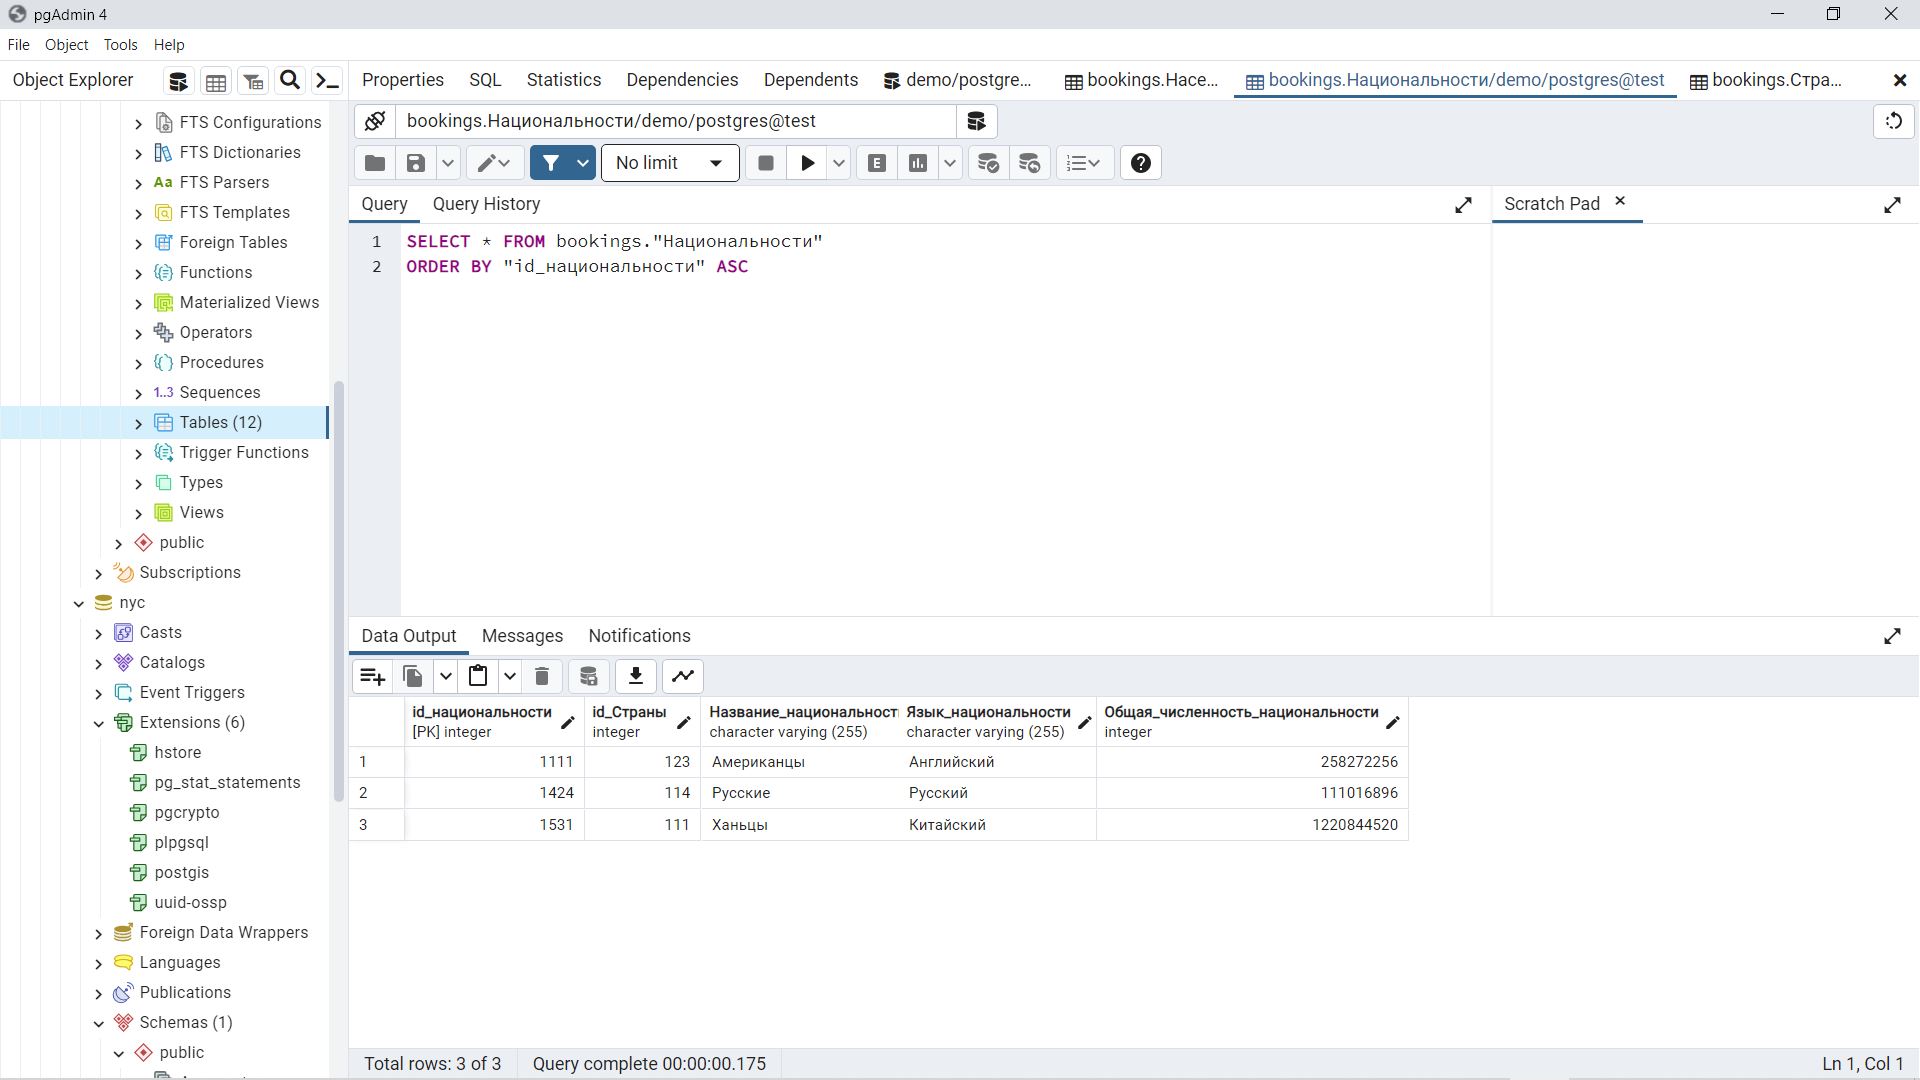 pgAdmin 4
File Object Tools Help
Object Explorer
Properties SQL Statistics Dependencies Dependents demo/postgre... bookings.Насе... bookings.Национальности/demo/postgres@test bookings.Стра...
FTS Configurations
FTS Dictionaries
Aa FTS Parsers
FTS Templates
Foreign Tables
Functions
Materialized Views
Operators
Procedures
1..3 Sequences
Tables (12)
Trigger Functions
Types
Views
public
Subscriptions
nyc
Casts
Catalogs
Event Triggers
Extensions (6)
hstore
pg_stat_statements
pgcrypto
plpgsql
postgis
uuid-ossp
Foreign Data Wrappers
Languages
Publications
Schemas (1)
public
bookings.Национальности/demo/postgres@test
No limit E
Query Query History
Scratch Pad
1 SELECT * FROM bookings."Национальности"
2 ORDER BY "id_национальности" ASC
Data Output Messages Notifications
id_национальности id_Страны Название_национальност Язык_национальности Общая_численность_национальности
[PK] integer integer character varying (255) character varying (255) integer
1 1111 123 Американцы Английский 258272256
2 1424 114 Русские Русский 111016896
3 1531 111 Ханьцы Китайский 1220844520
Total rows: 3 of 3 Query complete 00:00:00.175 Ln 1, Col 1